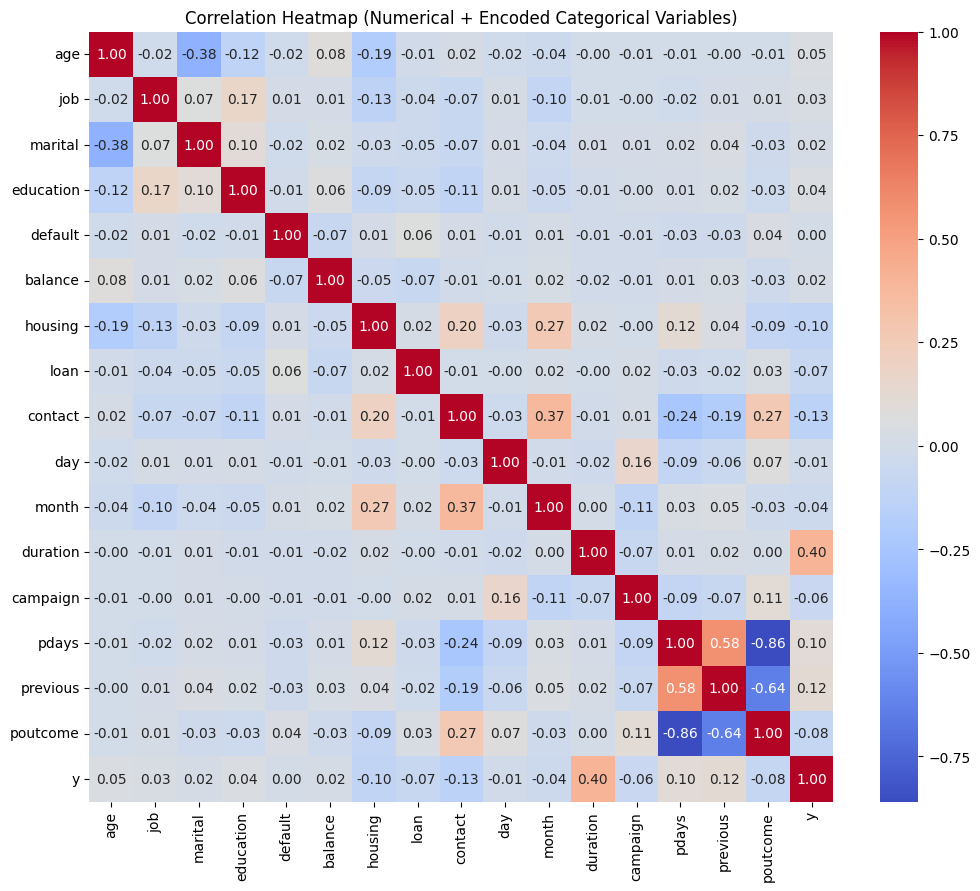 Correlation Heatmap (Numerical + Encoded Categorical Variables)
age 1.00 -0.02 -0.38 -0.12 -0.02 0.08 -0.19 -0.01 0.02 -0.02 -0.04 -0.00 -0.01 -0.01 -0.00 -0.01 0.05
job -0.02 1.00 0.07 0.17 0.01 0.01 -0.13 -0.04 -0.07 0.01 -0.10 -0.01 -0.00 -0.02 0.01 0.01 0.03
marital -0.38 0.07 1.00 0.10 -0.02 0.02 -0.03 -0.05 -0.07 0.01 -0.04 0.01 0.01 0.02 0.04 -0.03 0.02
education -0.12 0.17 0.10 1.00 -0.01 0.06 -0.09 -0.05 -0.11 0.01 -0.05 -0.01 -0.00 0.01 0.02 -0.03 0.04
default -0.02 0.01 -0.02 -0.01 1.00 -0.07 0.01 0.06 0.01 -0.01 0.01 -0.01 -0.01 -0.03 -0.03 0.04 0.00
balance 0.08 0.01 0.02 0.06 -0.07 1.00 -0.05 -0.07 -0.01 -0.01 0.02 -0.02 -0.01 0.01 0.03 -0.03 0.02
housing -0.19 -0.13 -0.03 -0.09 0.01 -0.05 1.00 0.02 0.20 -0.03 0.27 0.02 -0.00 0.12 0.04 -0.09 -0.10
loan -0.01 -0.04 -0.05 -0.05 0.06 -0.07 0.02 1.00 -0.01 -0.00 0.02 -0.00 0.02 -0.03 -0.02 0.03 -0.07
contact 0.02 -0.07 -0.07 -0.11 0.01 -0.01 0.20 -0.01 1.00 -0.03 0.37 -0.01 0.01 -0.24 -0.19 0.27 -0.13
day -0.02 0.01 0.01 0.01 -0.01 -0.01 -0.03 -0.00 -0.03 1.00 -0.01 -0.02 0.16 -0.09 -0.06 0.07 -0.01
month -0.04 -0.10 -0.04 -0.05 0.01 0.02 0.27 0.02 0.37 -0.01 1.00 0.00 -0.11 0.03 0.05 -0.03 -0.04
duration -0.00 -0.01 0.01 -0.01 -0.01 -0.02 0.02 -0.00 -0.01 -0.02 0.00 1.00 -0.07 0.01 0.02 0.00 0.40
campaign -0.01 -0.00 0.01 -0.00 -0.01 -0.01 -0.00 0.02 0.01 0.16 -0.11 -0.07 1.00 -0.09 -0.07 0.11 -0.06
pdays -0.01 -0.02 0.02 0.01 -0.03 0.01 0.12 -0.03 -0.24 -0.09 0.03 0.01 -0.09 1.00 0.58 -0.86 0.10
previous -0.00 0.01 0.04 0.02 -0.03 0.03 0.04 -0.02 -0.19 -0.06 0.05 0.02 -0.07 0.58 1.00 -0.64 0.12
poutcome -0.01 0.01 -0.03 -0.03 0.04 -0.03 -0.09 0.03 0.27 0.07 -0.03 0.00 0.11 -0.86 -0.64 1.00 -0.08
y 0.05 0.03 0.02 0.04 0.00 0.02 -0.10 -0.07 -0.13 -0.01 -0.04 0.40 -0.06 0.10 0.12 -0.08 1.00
age job marital education default balance housing loan contact day month duration campaign pdays previous poutcome y
1.00
0.75
0.50
0.25
0.00
−0.25
−0.50
−0.75